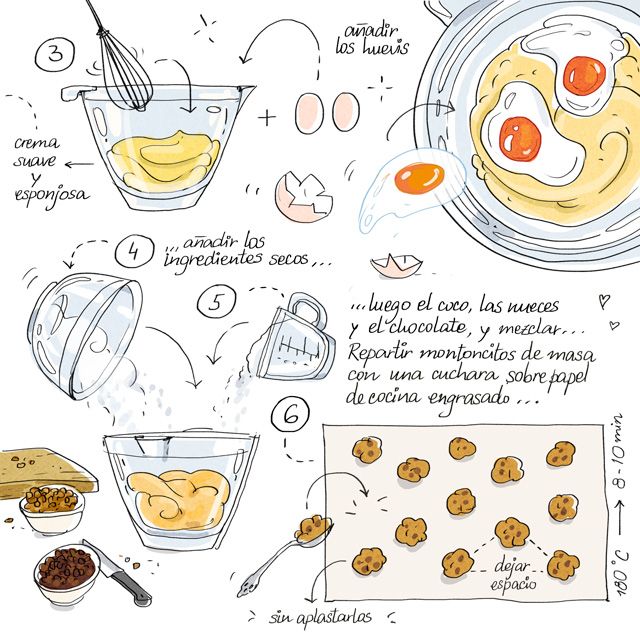 3
añadir
los huevis
+
crema
suave
y
esponjosa
4
...añadir los
ingredientes secos...
5
...luego el coco, las nueces
y el chocolate, y mezclar...
Repartir montoncitos de masa
con una cuchara sobre papel
de cocina engrasado...
6
180°C → 8-10 min
dejar
espacio
sin aplastarlas